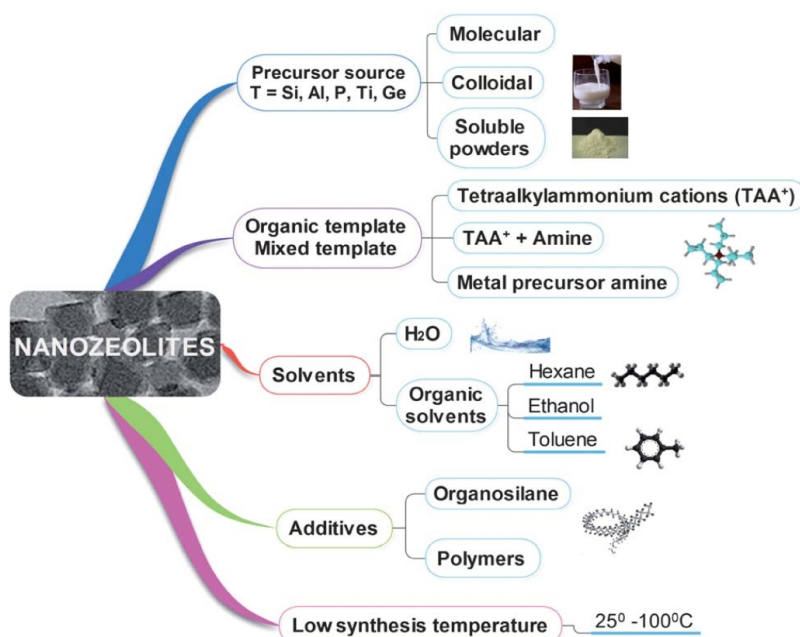 NANOZEOLITES
Precursor source
T = Si, Al, P, Ti, Ge
Molecular
Colloidal
Soluble
powders
Organic template
Mixed template
Tetraalkylammonium cations (TAA⁺)
TAA⁺ + Amine
Metal precursor amine
Solvents
H₂O
Organic
solvents
Hexane
Ethanol
Toluene
Additives
Organosilane
Polymers
Low synthesis temperature
25⁰ -100⁰C